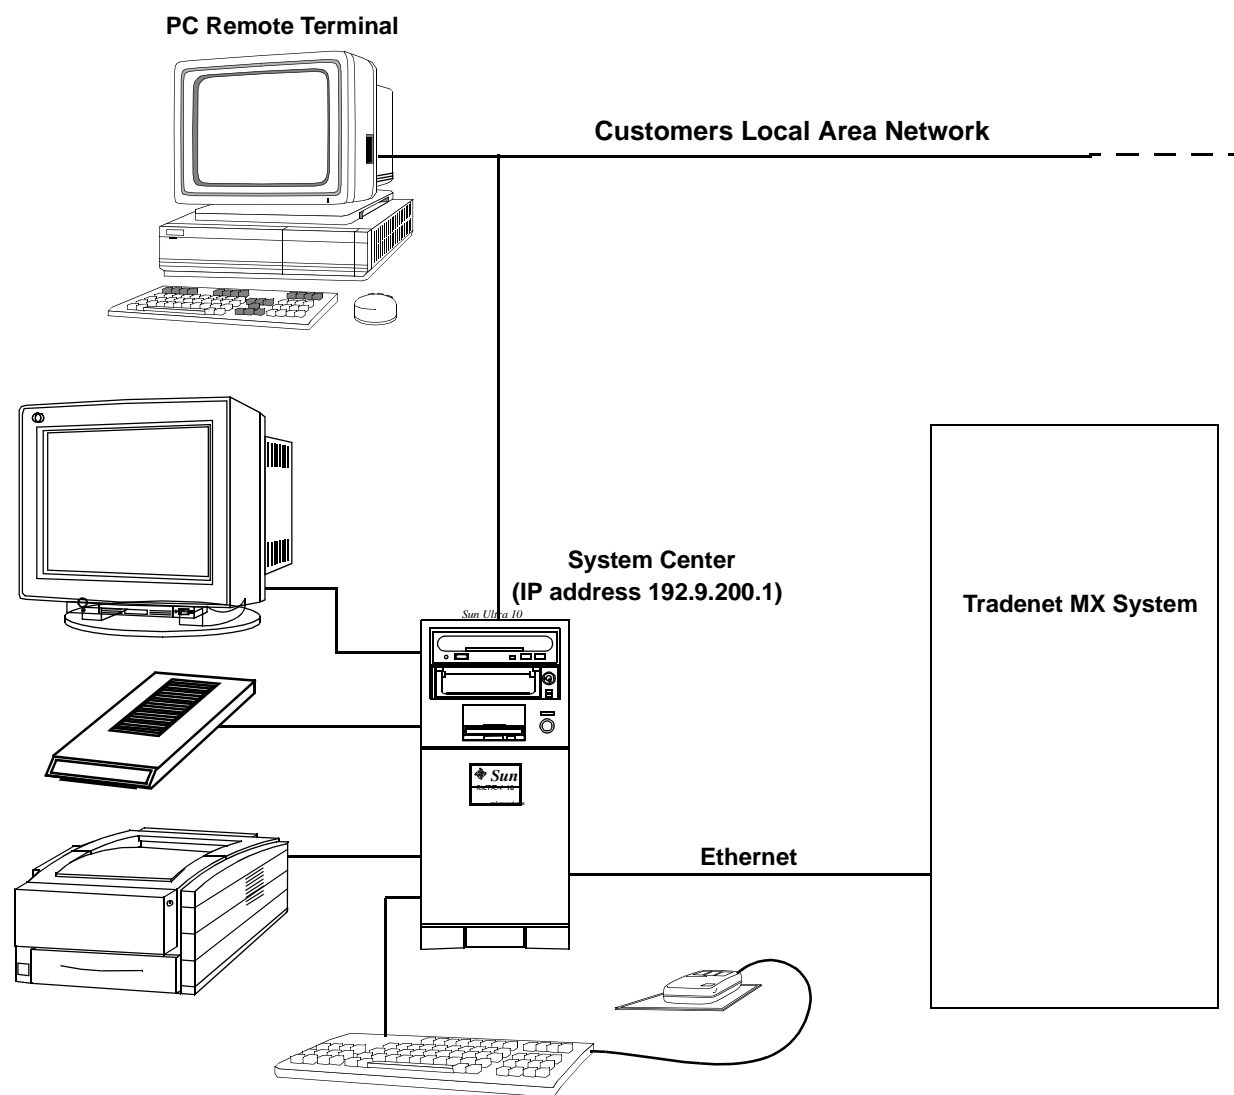 PC Remote Terminal
Customers Local Area Network
System Center
(IP address 192.9.200.1)
Sun Ultra 10
Tradenet MX System
Sun
Ethernet